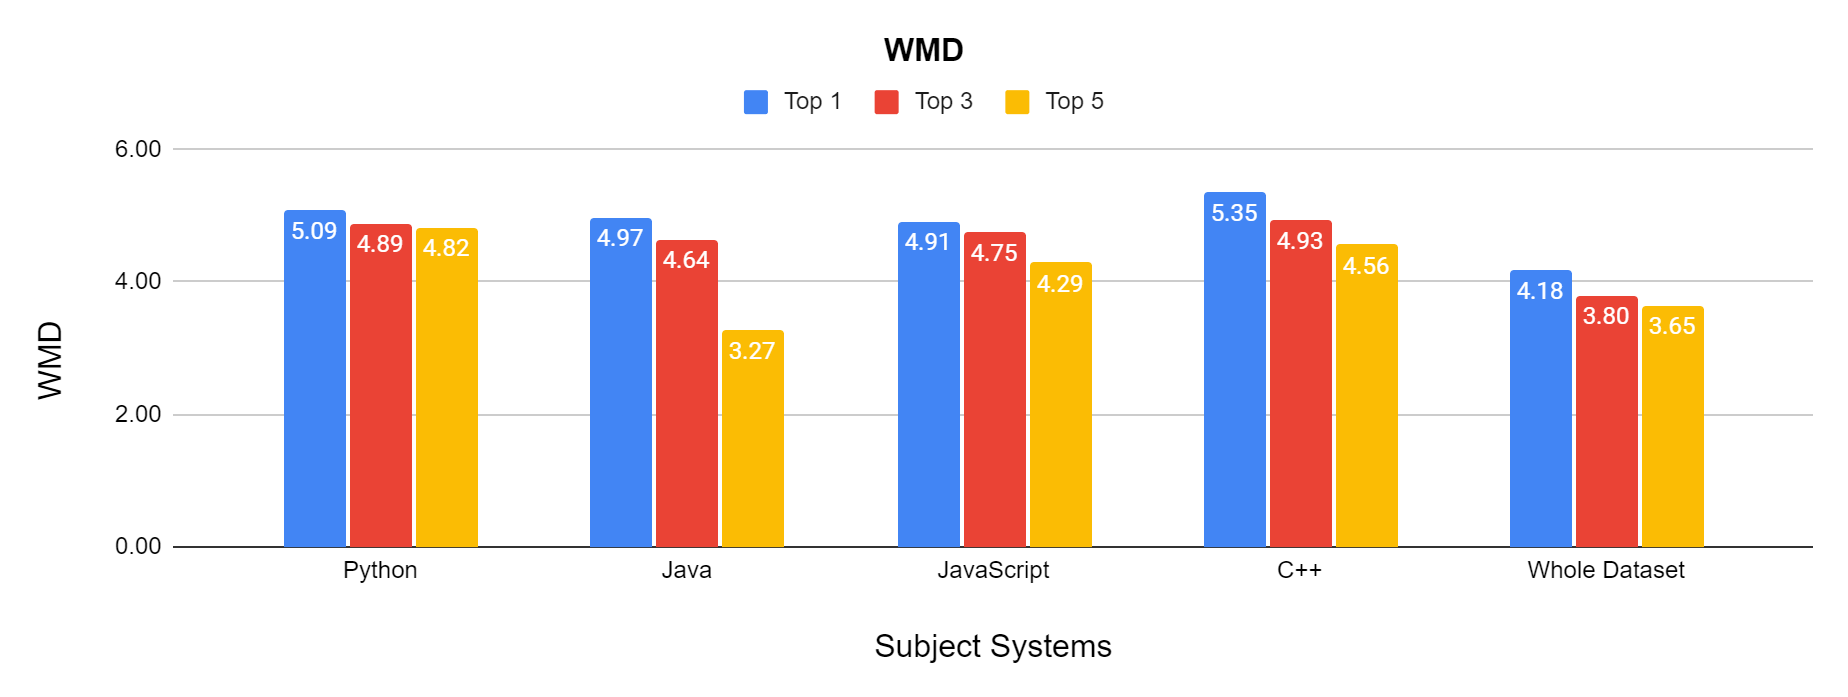 WMD
Top 1 Top 3 Top 5
6.00
4.00
2.00
0.00
WMD
5.09 4.89 4.82
4.97 4.64 3.27
4.91 4.75 4.29
5.35 4.93 4.56
4.18 3.80 3.65
Python Java JavaScript C++ Whole Dataset
Subject Systems